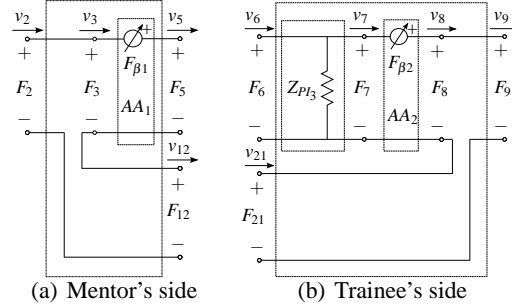 v2 v3 v5
+ + + +
F2 F3 Fβ1 F5
AA1
− − −
v12
+
F12
−
(a) Mentor's side
v6 v7 v8 v9
+ + + + +
F6 ZPI3 F7 Fβ2 F8 F9
AA2
− − − −
v21
+
F21
−
(b) Trainee's side